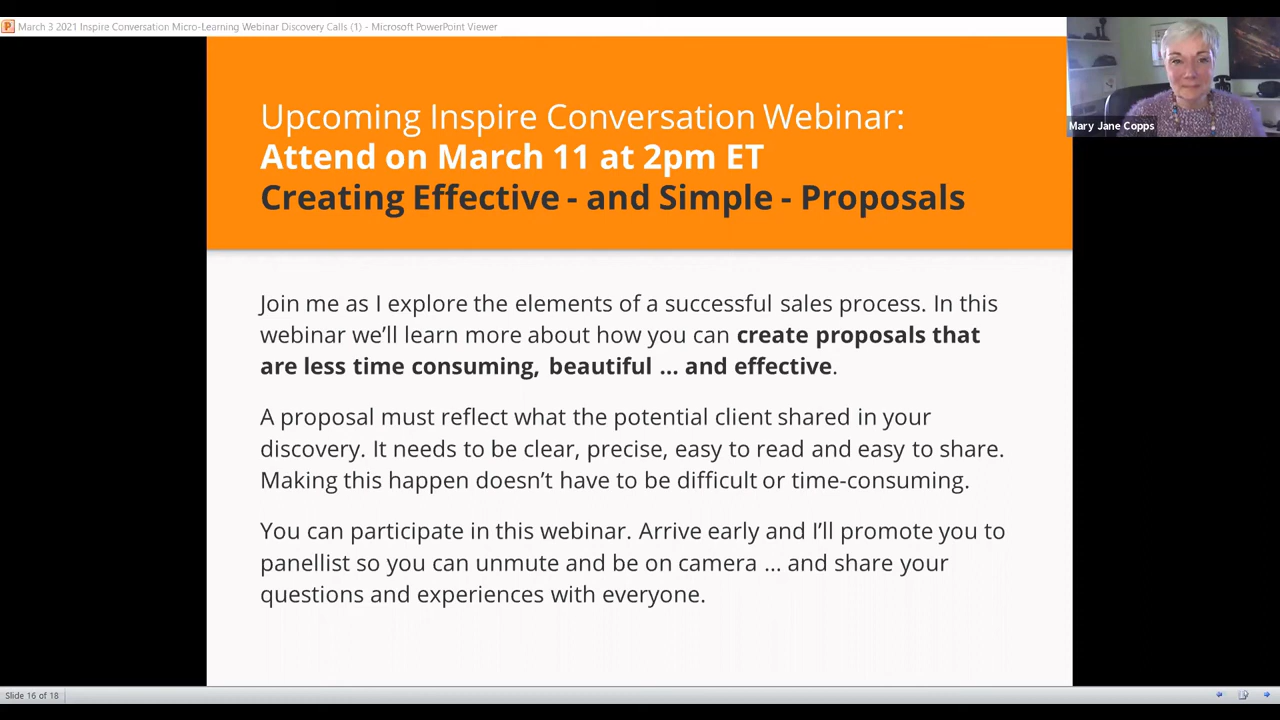 March 3 2021 Inspire Conversation Micro-Learning Webinar Discovery Calls (1) - Microsoft PowerPoint Viewer
Mary Jane Copps
Upcoming Inspire Conversation Webinar:
Attend on March 11 at 2pm ET
Creating Effective - and Simple - Proposals
Join me as I explore the elements of a successful sales process. In this
webinar we’ll learn more about how you can create proposals that
are less time consuming, beautiful ... and effective.
A proposal must reflect what the potential client shared in your
discovery. It needs to be clear, precise, easy to read and easy to share.
Making this happen doesn’t have to be difficult or time-consuming.
You can participate in this webinar. Arrive early and I’ll promote you to
panellist so you can unmute and be on camera ... and share your
questions and experiences with everyone.
Slide 16 of 18